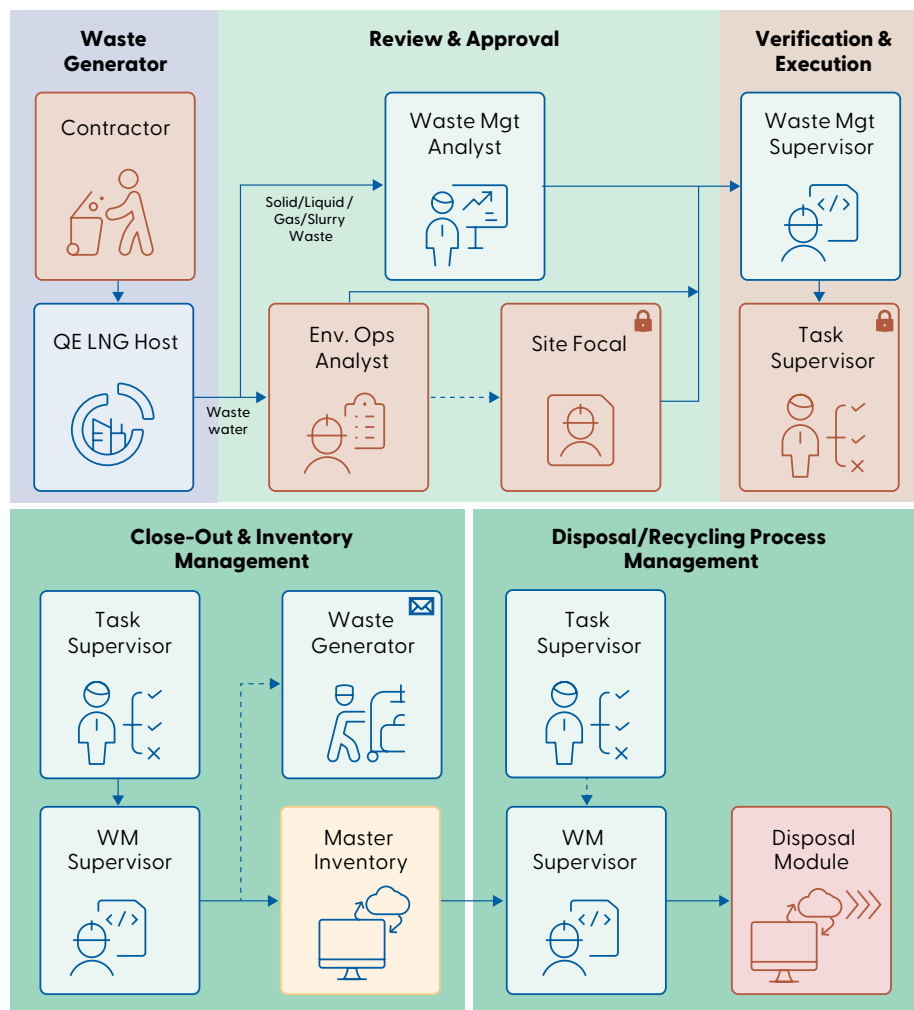 Waste
Generator
Review & Approval
Verification &
Execution
Contractor
Waste Mgt
Analyst
Waste Mgt
Supervisor
Solid/Liquid /
Gas/Slurry
Waste
QE LNG Host
Waste
water
Env. Ops
Analyst
Site Focal
Task
Supervisor
Close-Out & Inventory
Management
Disposal/Recycling Process
Management
Task
Supervisor
Waste
Generator
Task
Supervisor
WM
Supervisor
Master
Inventory
WM
Supervisor
Disposal
Module